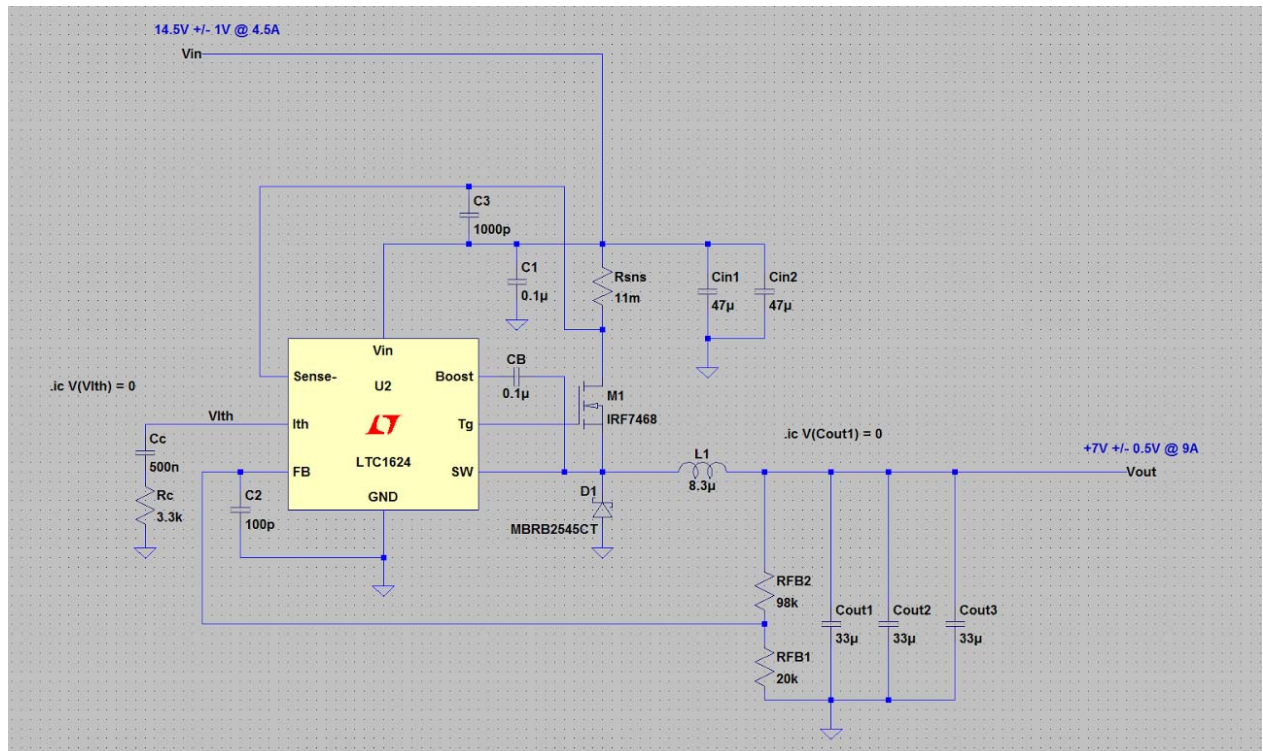 14.5V +/- 1V @ 4.5A
Vin
C3
1000p
C1
0.1µ
Rsns
11m
Cin1
47µ
Cin2
47µ
Vin
Sense-
U2
Boost
CB
0.1µ
M1
IRF7468
.ic V(VIth) = 0
VIth
Ith
Tg
LTC1624
.ic V(Cout1) = 0
Cc
500n
FB
SW
L1
8.3µ
+7V +/- 0.5V @ 9A
Vout
Rc
3.3k
C2
100p
GND
D1
MBRB2545CT
RFB2
98k
Cout1
33µ
Cout2
33µ
Cout3
33µ
RFB1
20k